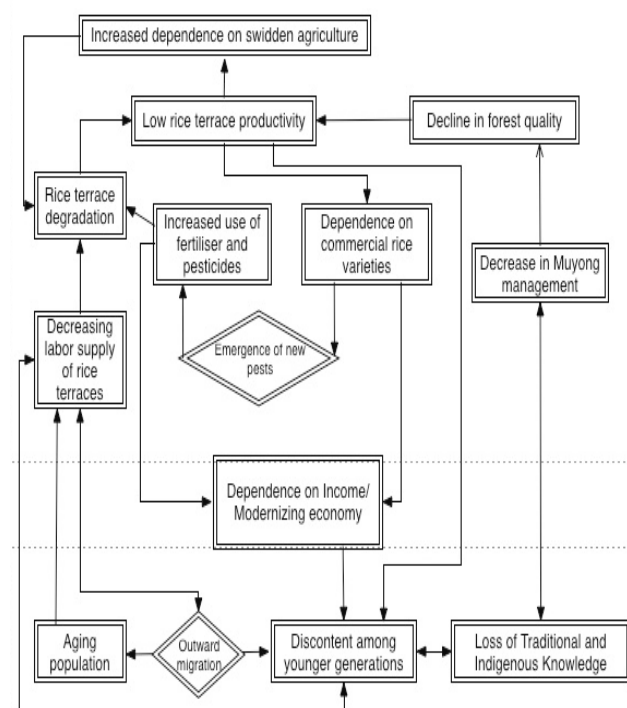 Increased dependence on swidden agriculture
Low rice terrace productivity
Decline in forest quality
Rice terrace
degradation
Increased use of
fertiliser and
pesticides
Dependence on
commercial rice
varieties
Decrease in Muyong
management
Decreasing
labor supply
of rice
terraces
Emergence of new
pests
Dependence on Income/
Modernizing economy
Aging
population
Outward
migration
Discontent among
younger generations
Loss of Traditional and
Indigenous Knowledge